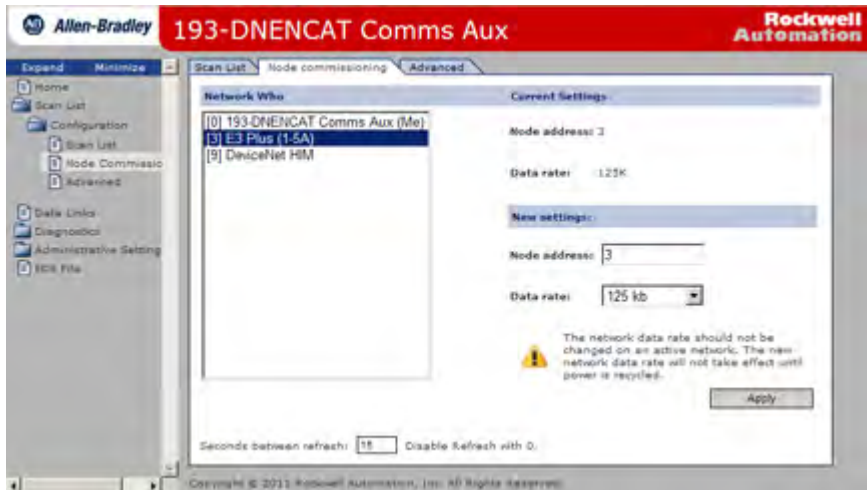 Allen-Bradley
193-DNENCAT Comms Aux
Rockwell
Automation
Expand Minimize
Home
Scan List
Configuration
Scan List
Node Commissio
Advanced
Data Links
Diagnostics
Administrative Setting
EDS File
Scan List
Node commissioning
Advanced
Network Who
[0] 193-DNENCAT Comms Aux (Me)
[3] E3 Plus (1-5A)
[9] DeviceNet HIM
Current Settings
Node address: 3
Data rate: 125K
New settings:
Node address: 3
Data rate: 125 kb
The network data rate should not be
changed on an active network. The new
network data rate will not take effect until
power is recycled.
Apply
Seconds between refresh: 15 Disable Refresh with 0.
Copyright © 2011 Rockwell Automation, Inc. All Rights Reserved.